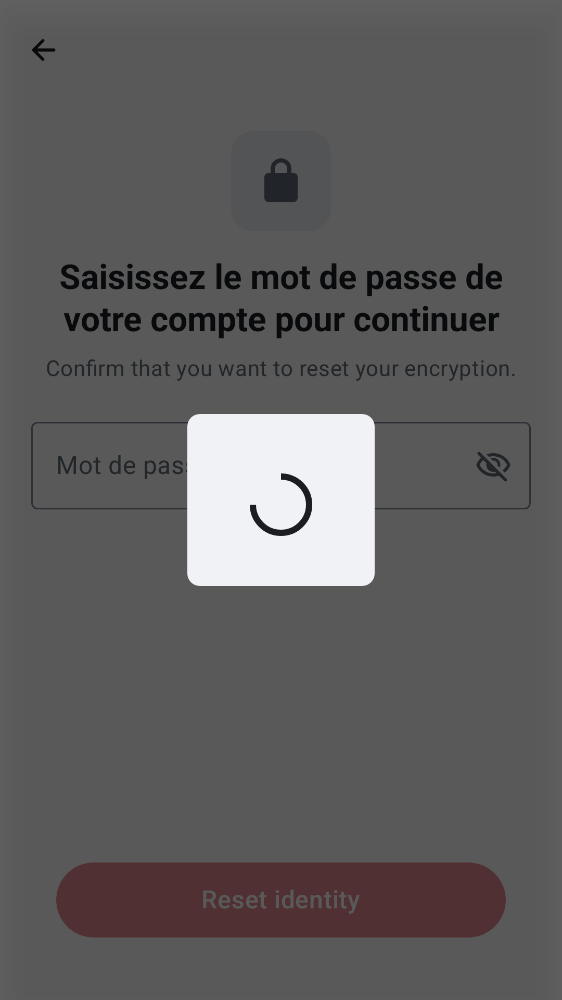 Saisissez le mot de passe de
votre compte pour continuer
Confirm that you want to reset your encryption.
Mot de pas
Reset identity